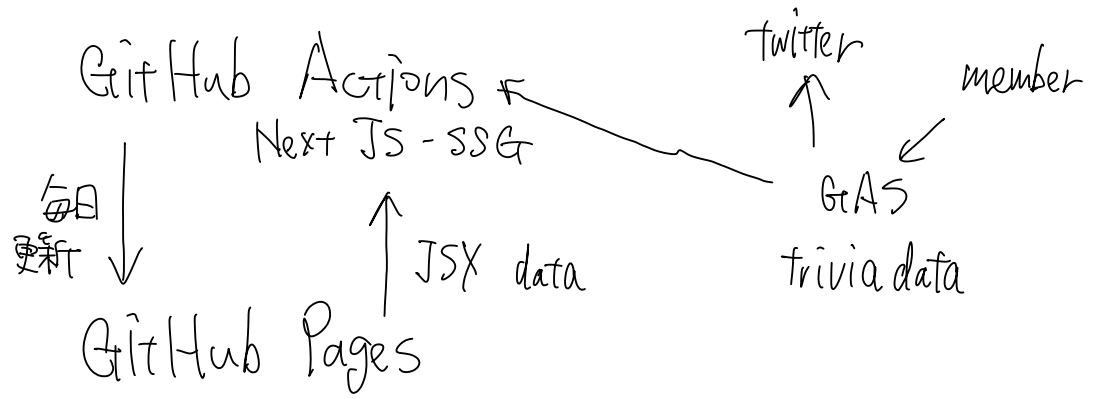 GitHub Actions
Next JS - SSG
twitter
member
GAS
trivia data
毎日
更新
JSX data
GitHub Pages